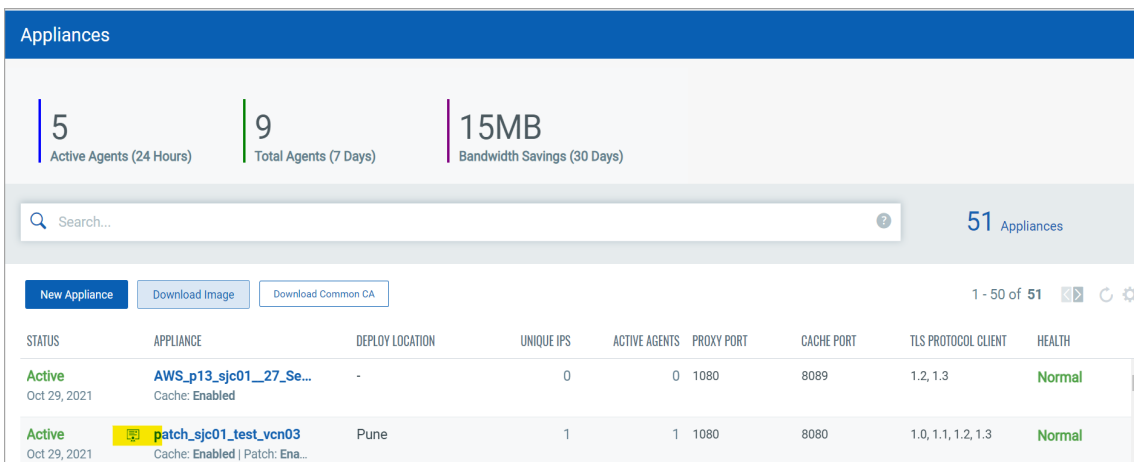 Appliances
5
Active Agents (24 Hours)
9
Total Agents (7 Days)
15MB
Bandwidth Savings (30 Days)
Search...
?
51 Appliances
New Appliance
Download Image
Download Common CA
1 - 50 of 51
STATUS APPLIANCE DEPLOY LOCATION UNIQUE IPS ACTIVE AGENTS PROXY PORT CACHE PORT TLS PROTOCOL CLIENT HEALTH
Active AWS_p13_sjc01__27_Se... - 0 0 1080 8089 1.2, 1.3 Normal
Oct 29, 2021 Cache: Enabled
Active patch_sjc01_test_vcn03 Pune 1 1 1080 8080 1.0, 1.1, 1.2, 1.3 Normal
Oct 29, 2021 Cache: Enabled | Patch: Ena...